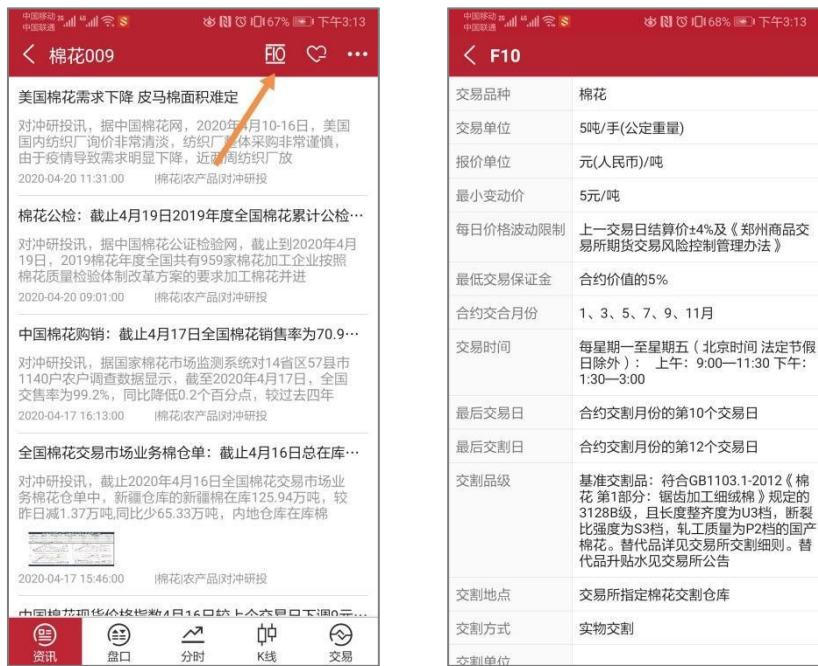 中国移动
中国联通
67%
下午3:13
棉花009
F10
美国棉花需求下降 皮马棉面积难定
对冲研投讯，据中国棉花网，2020年4月10-16日，美国
国内纺织厂询价非常清淡，纺织厂整体采购非常谨慎，
由于疫情导致需求明显下降，近两周纺织厂放
2020-04-20 11:31:00 |棉花|农产品|对冲研投
棉花公检：截止4月19日2019年度全国棉花累计公检…
对冲研投讯，据中国棉花公证检验网，截止到2020年4月
19日，2019棉花年度全国共有959家棉花加工企业按照
棉花质量检验体制改革方案的要求加工棉花并进
2020-04-20 09:01:00 |棉花|农产品|对冲研投
中国棉花购销：截止4月17日全国棉花销售率为70.9…
对冲研投讯，据国家棉花市场监测系统对14省区57县市
1140户农户调查数据显示，截至2020年4月17日，全国
交售率为99.2%，同比降低0.2个百分点，较过去四年
2020-04-17 16:13:00 |棉花|农产品|对冲研投
全国棉花交易市场业务棉仓单：截止4月16日总在库…
对冲研投讯，截止2020年4月16日全国棉花交易市场业
务棉花仓单中，新疆仓库的新疆棉在库125.94万吨，较
昨日减1.37万吨,同比少65.33万吨，内地仓库在库棉
2020-04-17 15:46:00 |棉花|农产品|对冲研投
中国棉花现货价格指数4月16日较上个交易日下调9元…
资讯 盘口 分时 K线 交易
中国移动
中国联通
68%
下午3:13
F10
交易品种 棉花
交易单位 5吨/手(公定重量)
报价单位 元(人民币)/吨
最小变动价 5元/吨
每日价格波动限制 上一交易日结算价±4%及《郑州商品交
易所期货交易风险控制管理办法》
最低交易保证金 合约价值的5%
合约交合月份 1、3、5、7、9、11月
交易时间 每星期一至星期五（北京时间 法定节假
日除外）： 上午：9:00—11:30 下午：
1:30—3:00
最后交易日 合约交割月份的第10个交易日
最后交割日 合约交割月份的第12个交易日
交割品级 基准交割品：符合GB1103.1-2012《棉
花 第1部分：锯齿加工细绒棉》规定的
3128B级，且长度整齐度为U3档，断裂
比强度为S3档，轧工质量为P2档的国产
棉花。替代品详见交易所交割细则。替
代品升贴水见交易所公告
交割地点 交易所指定棉花交割仓库
交割方式 实物交割
交割单位